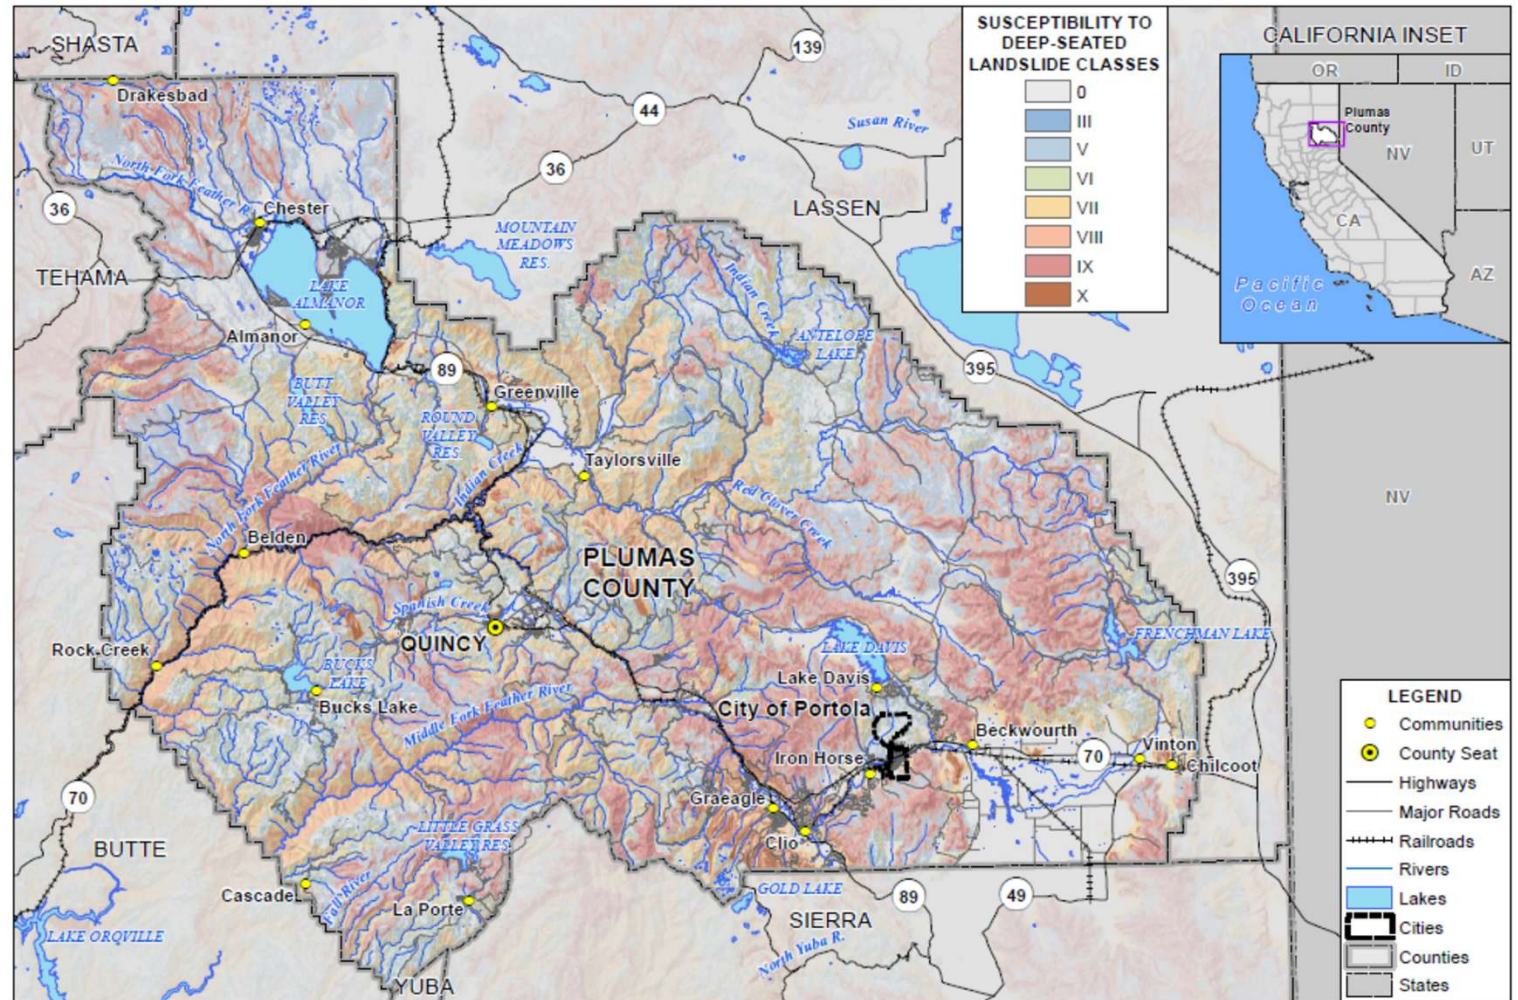 SHASTA
139
SUSCEPTIBILITY TO
DEEP-SEATED
LANDSLIDE CLASSES
0
III
V
VI
VII
VIII
IX
X
CALIFORNIA INSET
OR
ID
Plumas
County
NV
UT
CA
AZ
Pacific
Ocean
Drakesbad
44
Susan River
North Fork Feather R.
36
36
Chester
LASSEN
MOUNTAIN
MEADOWS
RES.
TEHAMA
LAKE
ALMANOR
Indian Creek
Almanor
ANTELOPE
LAKE
89
395
BUTT
VALLEY
RES.
Greenville
ROUND
VALLEY
RES.
Taylorsville
Indian Creek
North Fork Feather River
Red Clover Creek
NV
Belden
PLUMAS
COUNTY
395
Spanish Creek
QUINCY
FRENCHMAN LAKE
Rock Creek
LAKE DAVIS
BUCKS
LAKE
Lake Davis
Bucks Lake
City of Portola
Middle Fork Feather River
Beckwourth
Iron Horse
70
Vinton
Chilcoot
70
Graeagle
BUTTE
LITTLE GRASS
VALLEY RES.
Clio
Cascade
Fall River
La Porte
GOLD LAKE
89
49
SIERRA
LAKE ORQVILLE
North Yuba R.
YUBA
LEGEND
Communities
County Seat
Highways
Major Roads
Railroads
Rivers
Lakes
Cities
Counties
States